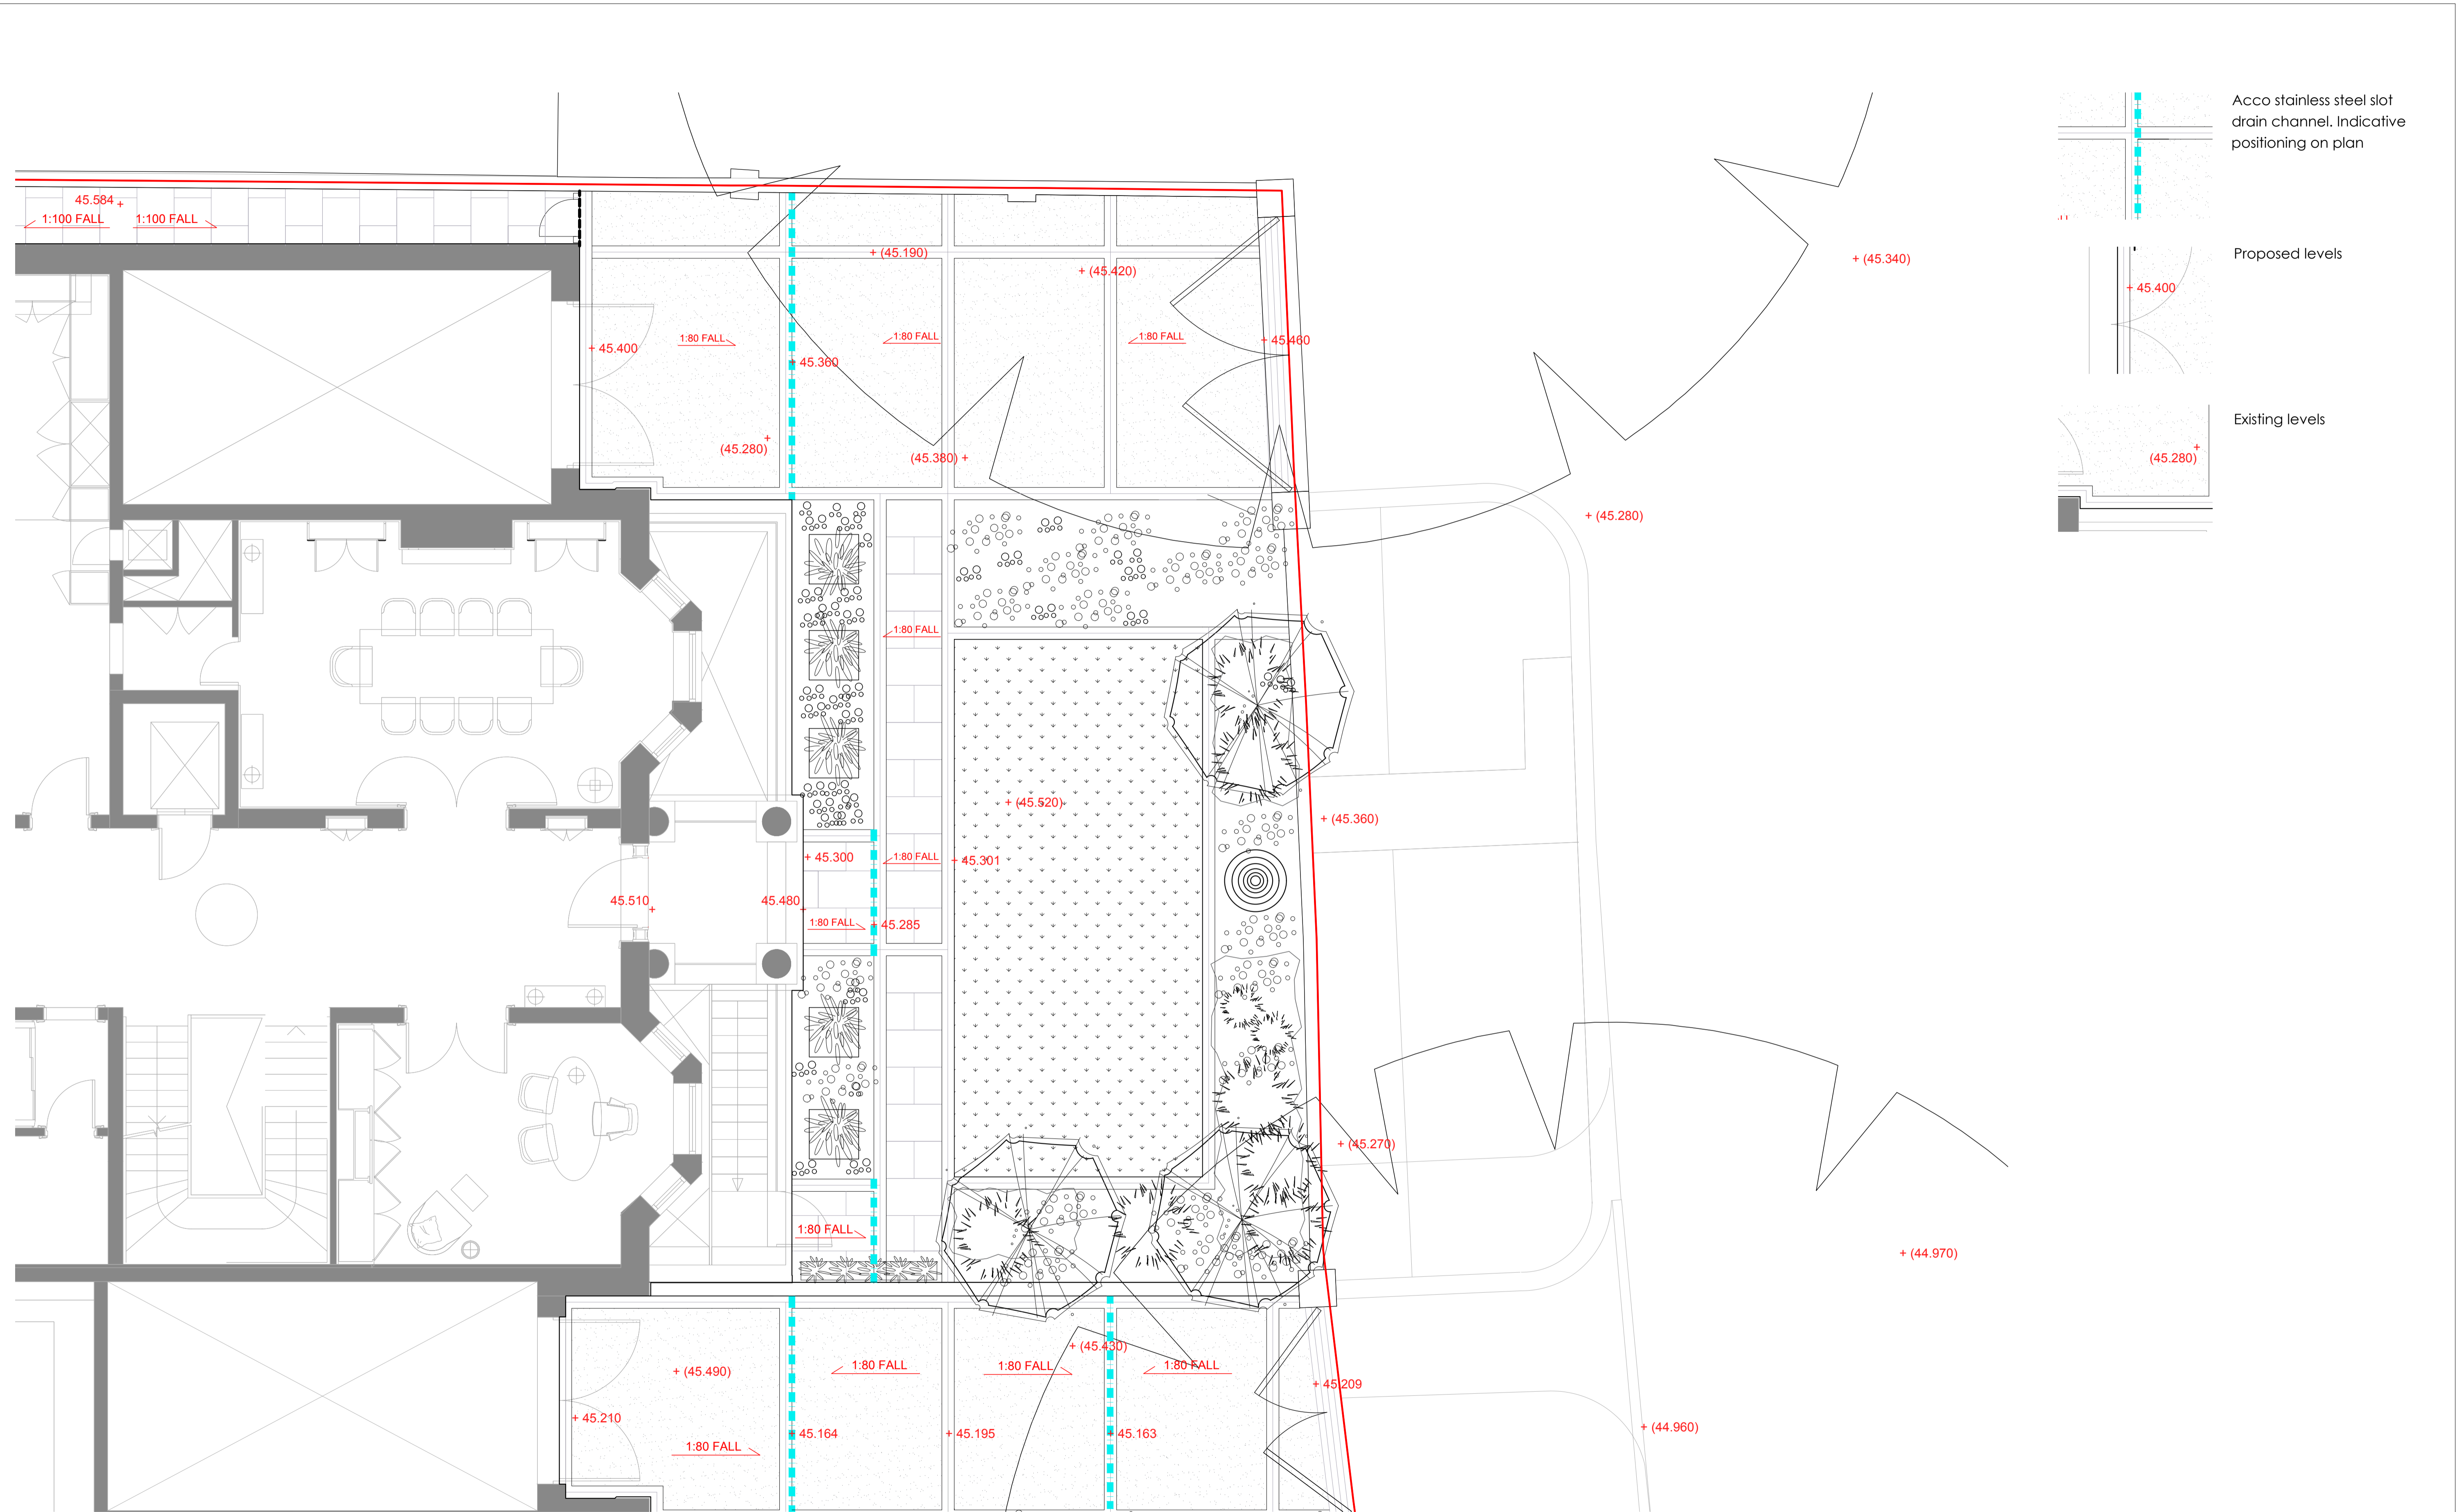 Acco stainless steel slot
drain channel. Indicative
positioning on plan
45.584 +
1:100 FALL 1:100 FALL
+ (45.190)
+ (45.420)
+ (45.340)
Proposed levels
+ 45.400
1:80 FALL
1:80 FALL
1:80 FALL
+ 45.400
+ 45.360
+ 45.460
Existing levels
+
(45.280)
+
(45.280)
(45.380) +
+ (45.280)
1:80 FALL
+ (45.520)
+ (45.360)
+ 45.300
1:80 FALL
+ 45.301
45.510
+
45.480
+
1:80 FALL
+ 45.285
+ (45.270)
1:80 FALL
+ (44.970)
+ (45.430)
+ (45.490)
1:80 FALL
1:80 FALL
1:80 FALL
+ 45.209
+ 45.210
+ 45.164
+ 45.195
+ 45.163
+ (44.960)
1:80 FALL